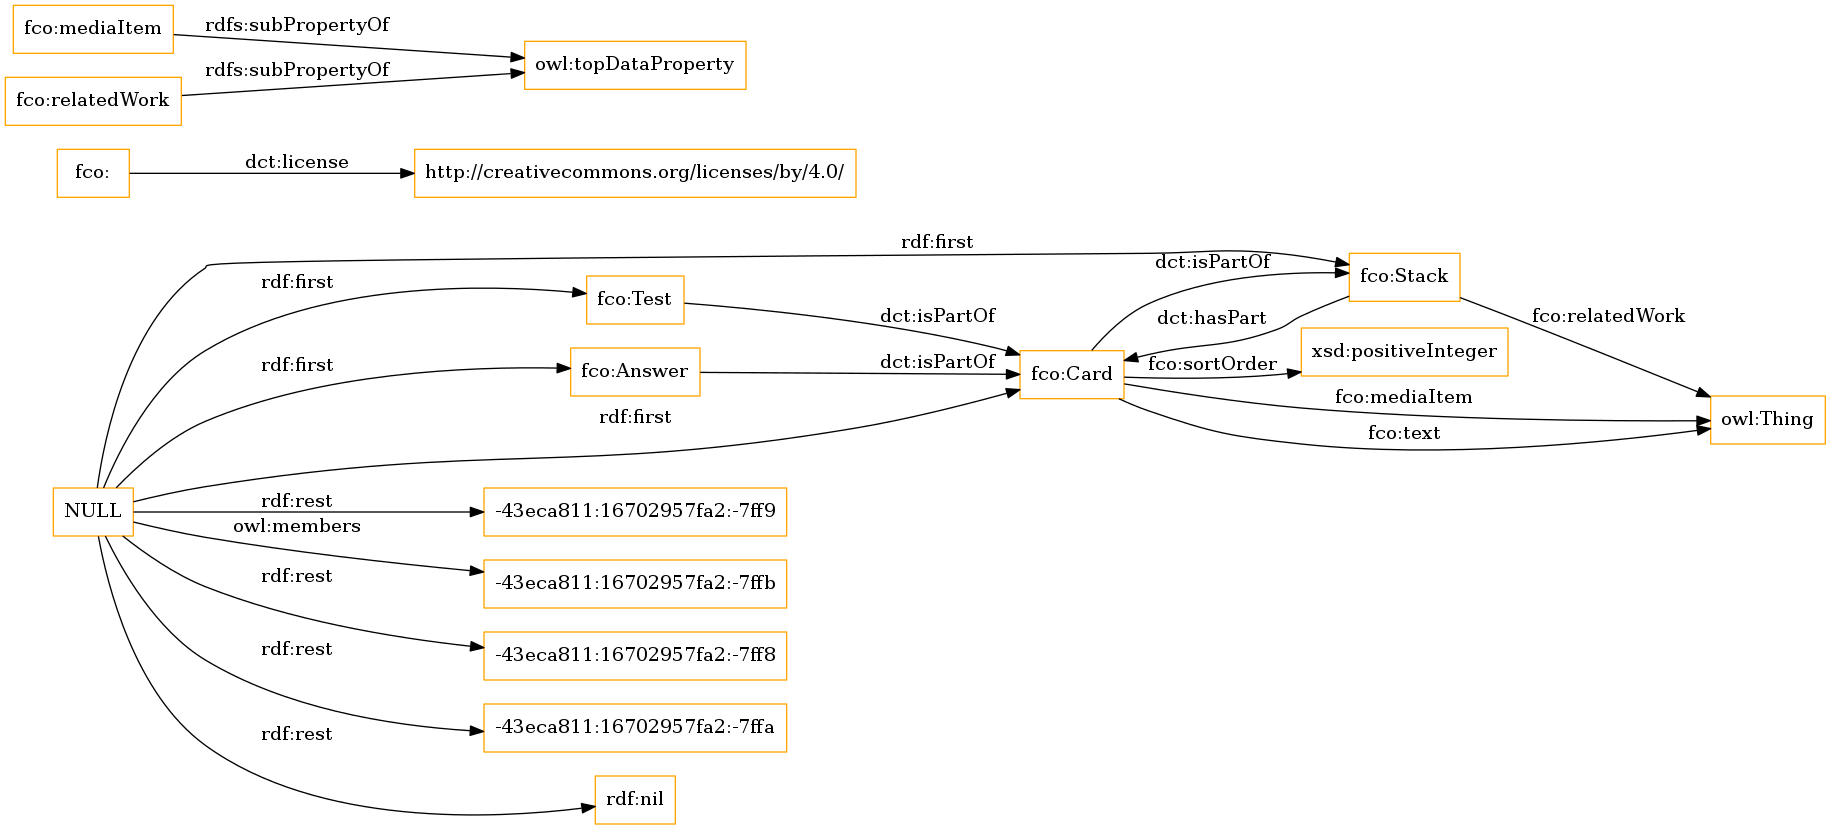 fco:mediaItem
rdfs:subPropertyOf
owl:topDataProperty
rdfs:subPropertyOf
fco:relatedWork
fco:
dct:license
http://creativecommons.org/licenses/by/4.0/
rdf:first
dct:isPartOf
fco:Stack
rdf:first
fco:Test
dct:isPartOf
dct:hasPart
fco:relatedWork
xsd:positiveInteger
rdf:first
fco:Answer
dct:isPartOf
fco:Card
fco:sortOrder
fco:mediaItem
owl:Thing
rdf:first
fco:text
NULL
rdf:rest
-43eca811:16702957fa2:-7ff9
owl:members
-43eca811:16702957fa2:-7ffb
rdf:rest
-43eca811:16702957fa2:-7ff8
rdf:rest
-43eca811:16702957fa2:-7ffa
rdf:rest
rdf:nil